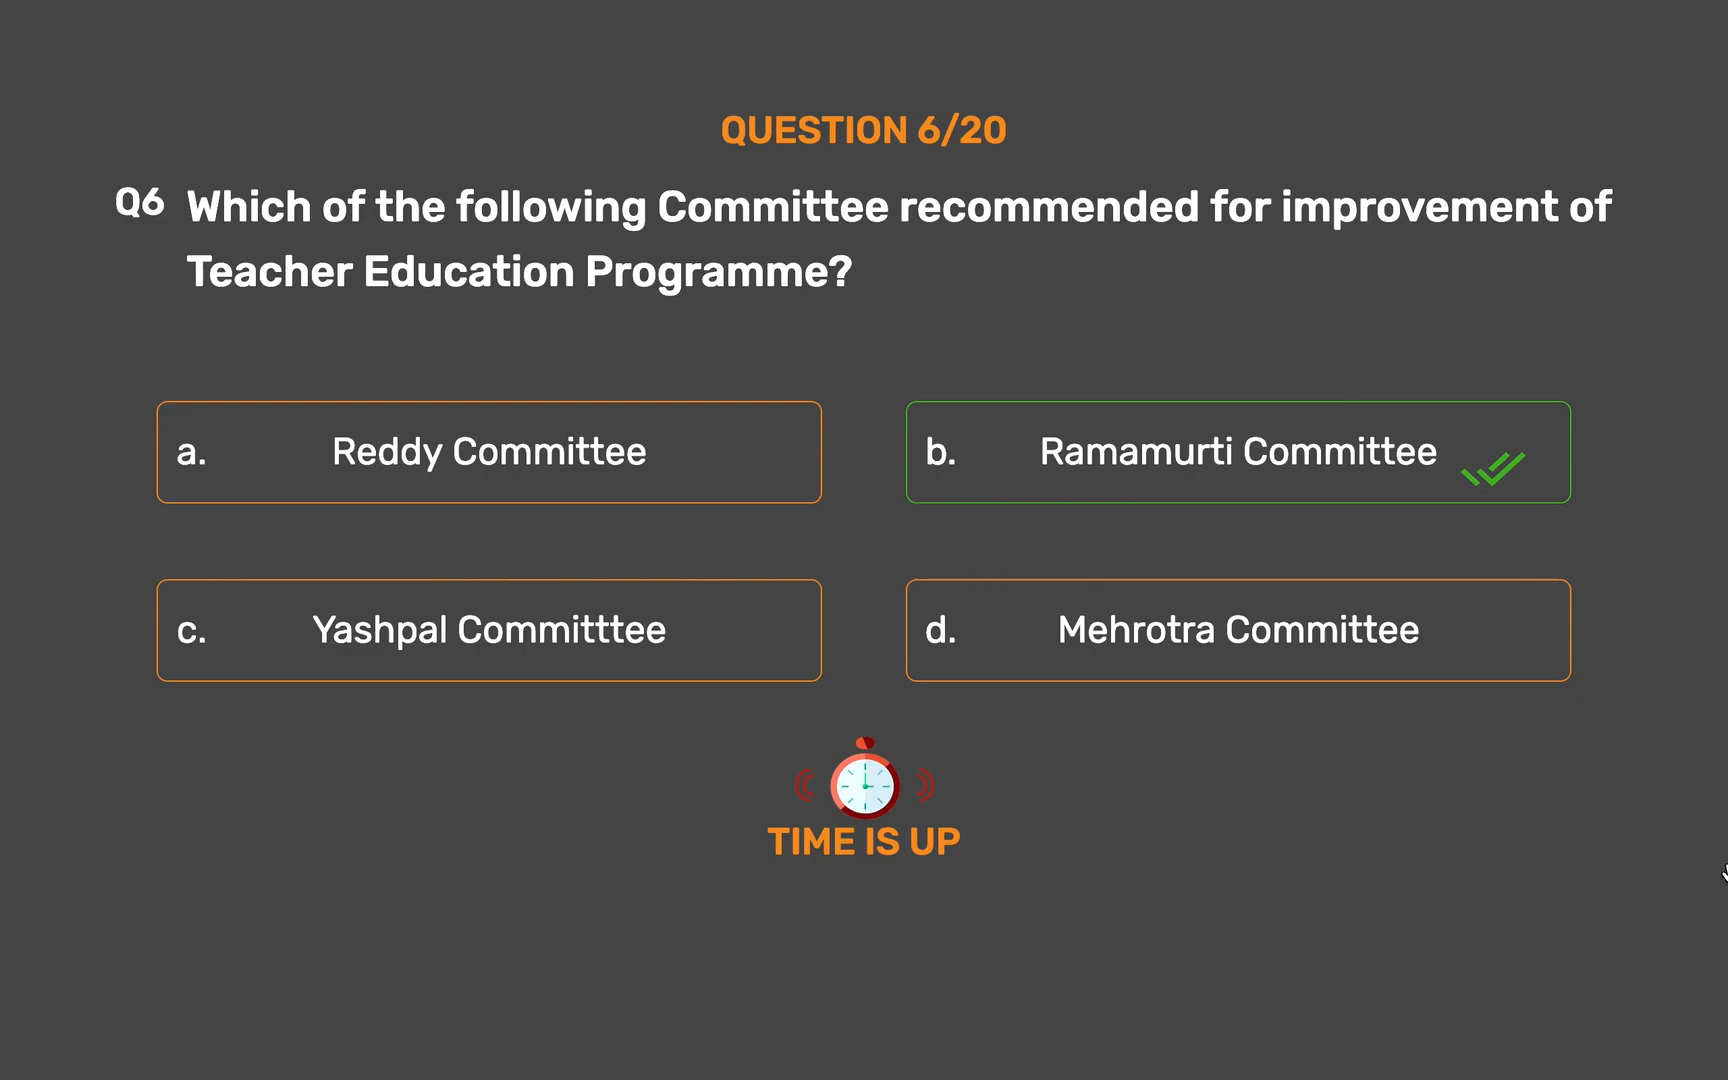 QUESTION 6/20
Q6 Which of the following Committee recommended for improvement of
Teacher Education Programme?
a. Reddy Committee
b. Ramamurti Committee
c. Yashpal Committtee
d. Mehrotra Committee
TIME IS UP